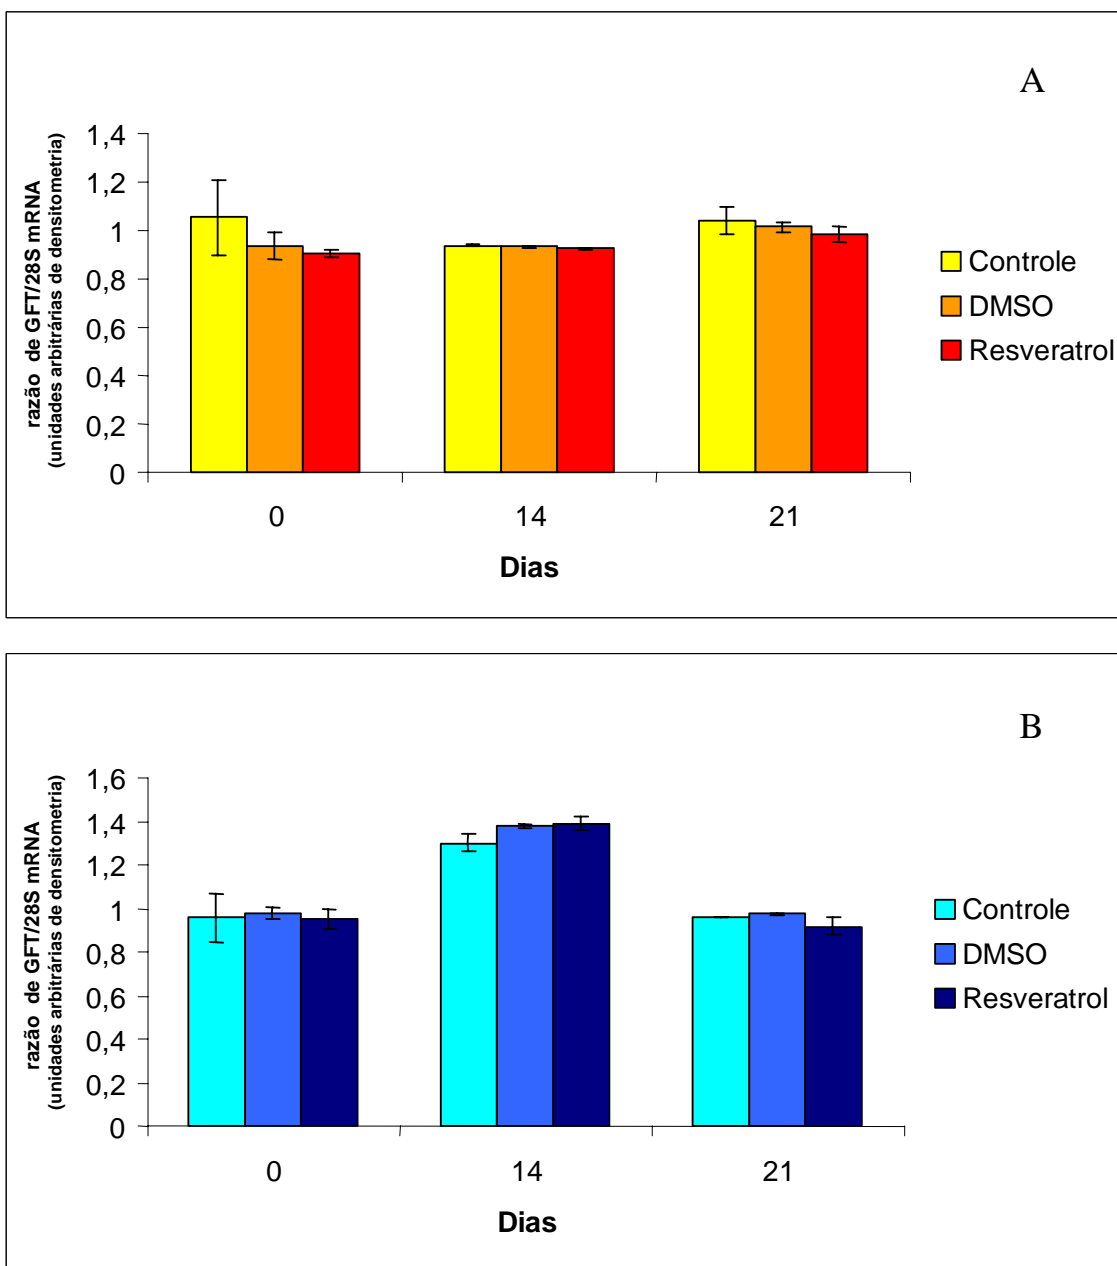 A
razão de GFT/28S mRNA
(unidades arbitrárias de densitometria)
1,4
1,2
1
0,8
0,6
0,4
0,2
0
0
14
21
Dias
Controle
DMSO
Resveratrol
B
razão de GFT/28S mRNA
(unidades arbitrárias de densitometria)
1,6
1,4
1,2
1
0,8
0,6
0,4
0,2
0
0
14
21
Dias
Controle
DMSO
Resveratrol